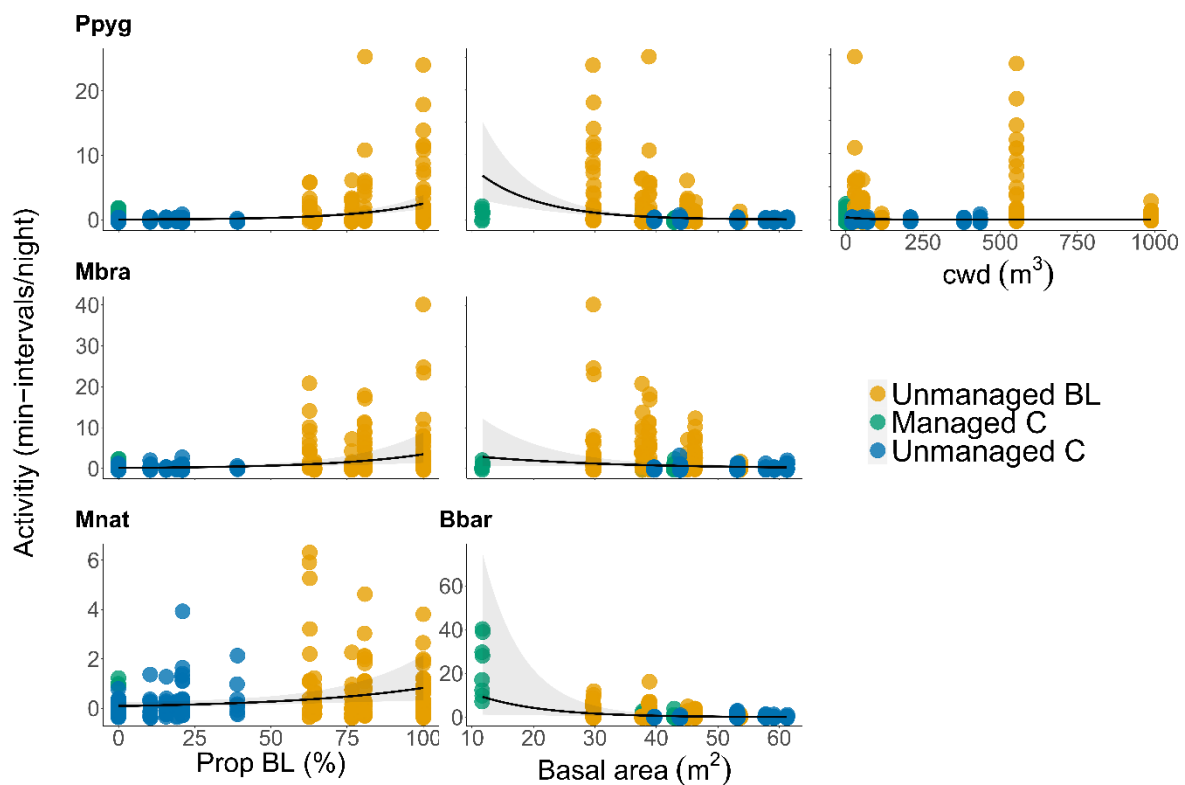 Ppyg
20
10
0
0 250 500 750 1000
cwd (m³)
Mbra
40
30
20
10
0
Activitiy (min−intervals/night)
Unmanaged BL
Managed C
Unmanaged C
Mnat
Bbar
6
4
2
0
60
40
20
0
0 25 50 75 100
10 20 30 40 50 60
Prop BL (%)
Basal area (m²)